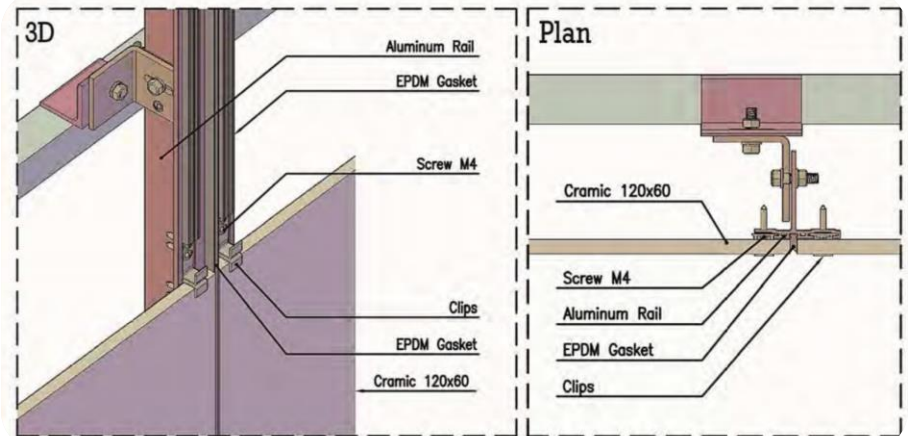 3D
Aluminum Rail
EPDM Gasket
Screw M4
Clips
EPDM Gasket
Cramic 120x60
Plan
Cramic 120x60
Screw M4
Aluminum Rail
EPDM Gasket
Clips